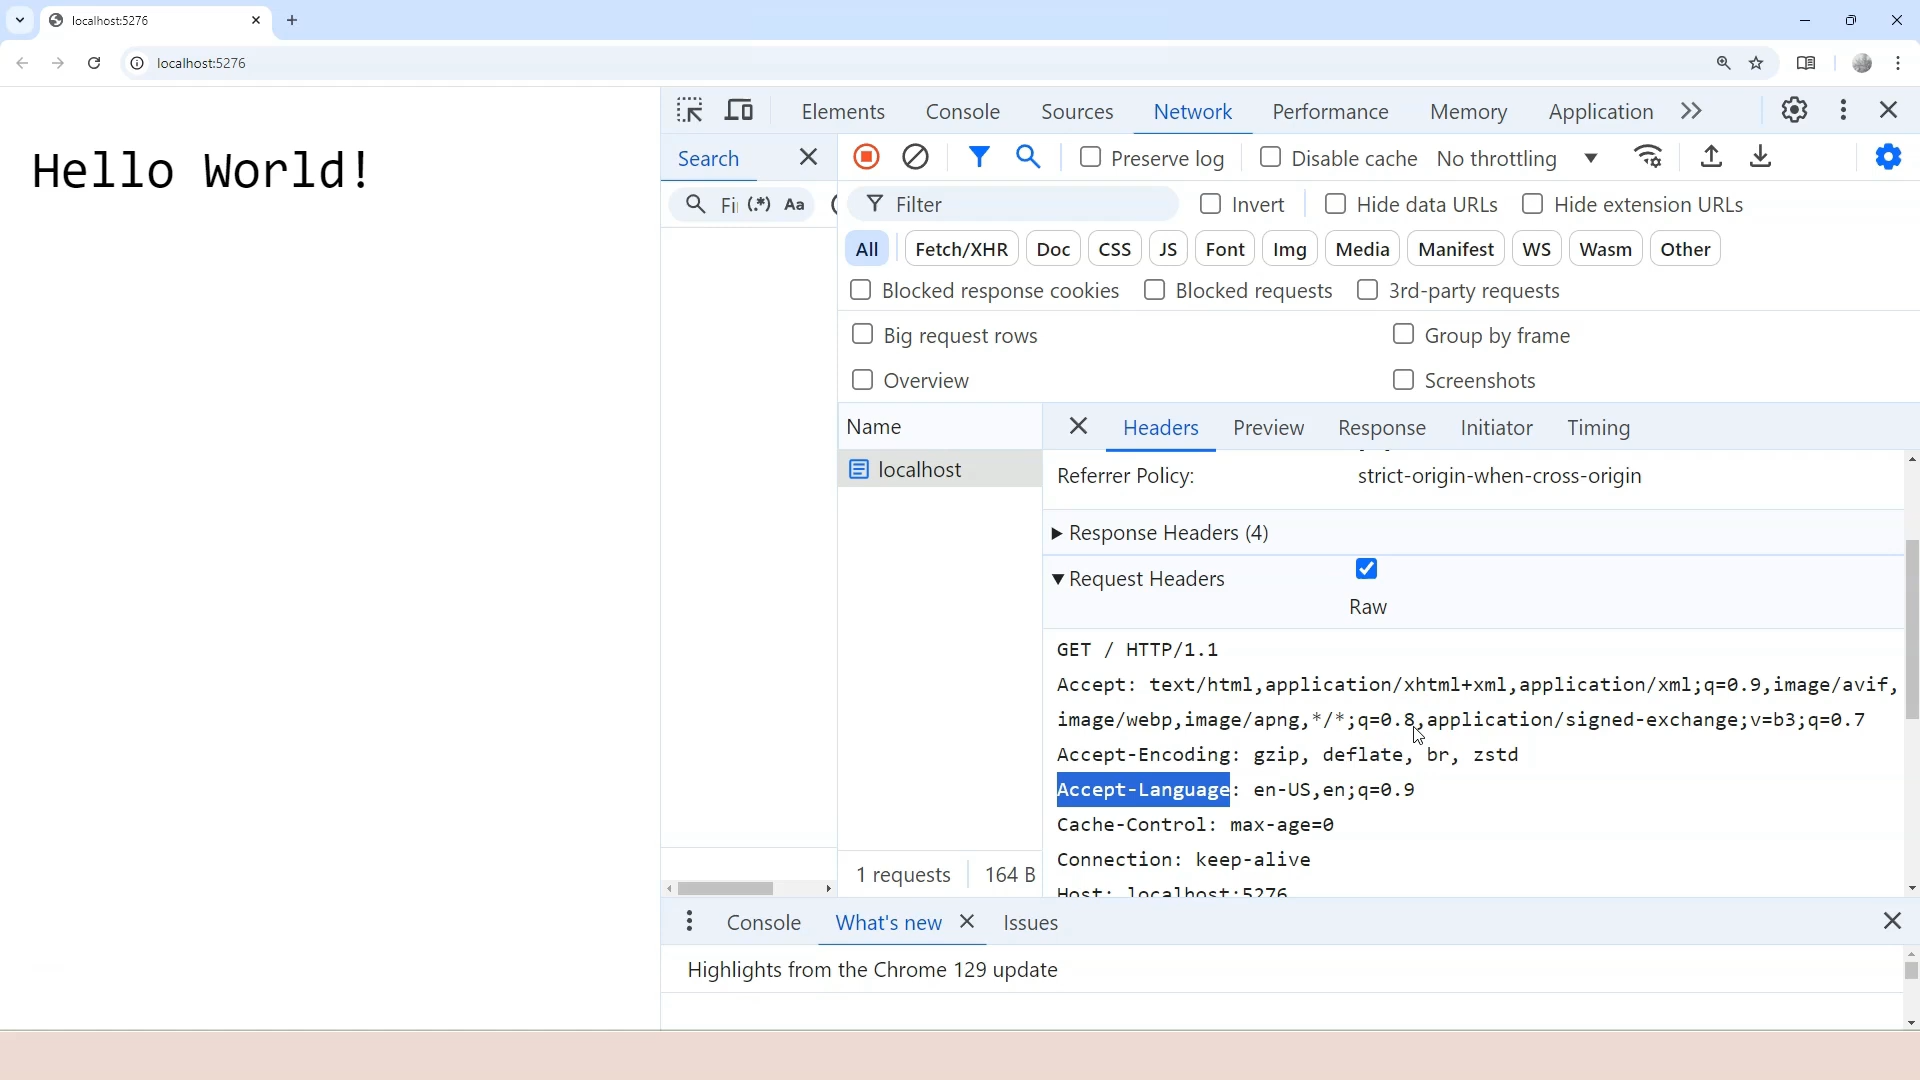 localhost:5276
localhost:5276
Hello World!
Elements Console Sources Network Performance Memory Application
Search
Preserve log Disable cache No throttling
Fi (.*) Aa
Filter Invert Hide data URLs Hide extension URLs
All Fetch/XHR Doc CSS JS Font Img Media Manifest WS Wasm Other
Blocked response cookies Blocked requests 3rd-party requests
Big request rows Group by frame
Overview Screenshots
Name Headers Preview Response Initiator Timing
localhost
Referrer Policy: strict-origin-when-cross-origin
Response Headers (4)
Request Headers
Raw
GET / HTTP/1.1
Accept: text/html,application/xhtml+xml,application/xml;q=0.9,image/avif,
image/webp,image/apng,*/*;q=0.8,application/signed-exchange;v=b3;q=0.7
Accept-Encoding: gzip, deflate, br, zstd
Accept-Language: en-US,en;q=0.9
Cache-Control: max-age=0
Connection: keep-alive
Host: localhost:5276
1 requests 164 B
Console What's new Issues
Highlights from the Chrome 129 update